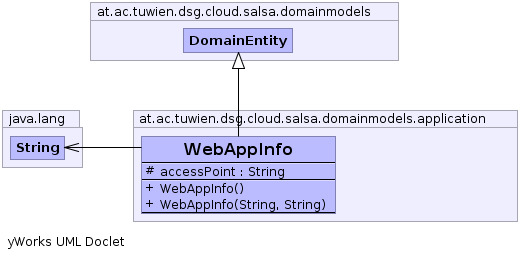 at.ac.tuwien.dsg.cloud.salsa.domainmodels
DomainEntity
java.lang
String
at.ac.tuwien.dsg.cloud.salsa.domainmodels.application
WebAppInfo
# accessPoint : String
+ WebAppInfo()
+ WebAppInfo(String, String)
yWorks UML Doclet